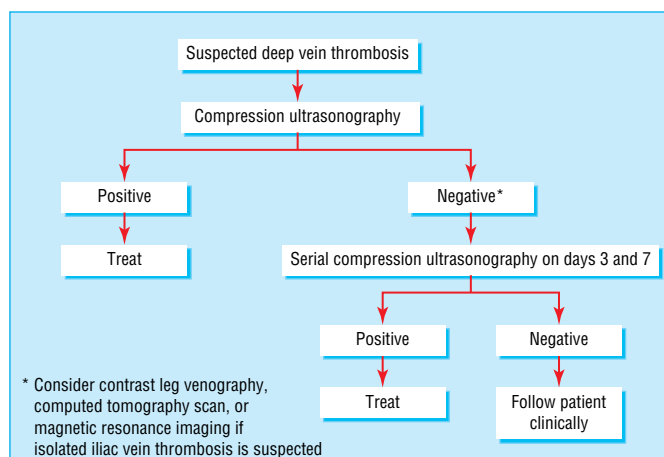 Suspected deep vein thrombosis
Compression ultrasonography
Positive
Negative*
Treat
Serial compression ultrasonography on days 3 and 7
Positive
Negative
Treat
Follow patient
clinically
* Consider contrast leg venography,
computed tomography scan, or
magnetic resonance imaging if
isolated iliac vein thrombosis is suspected